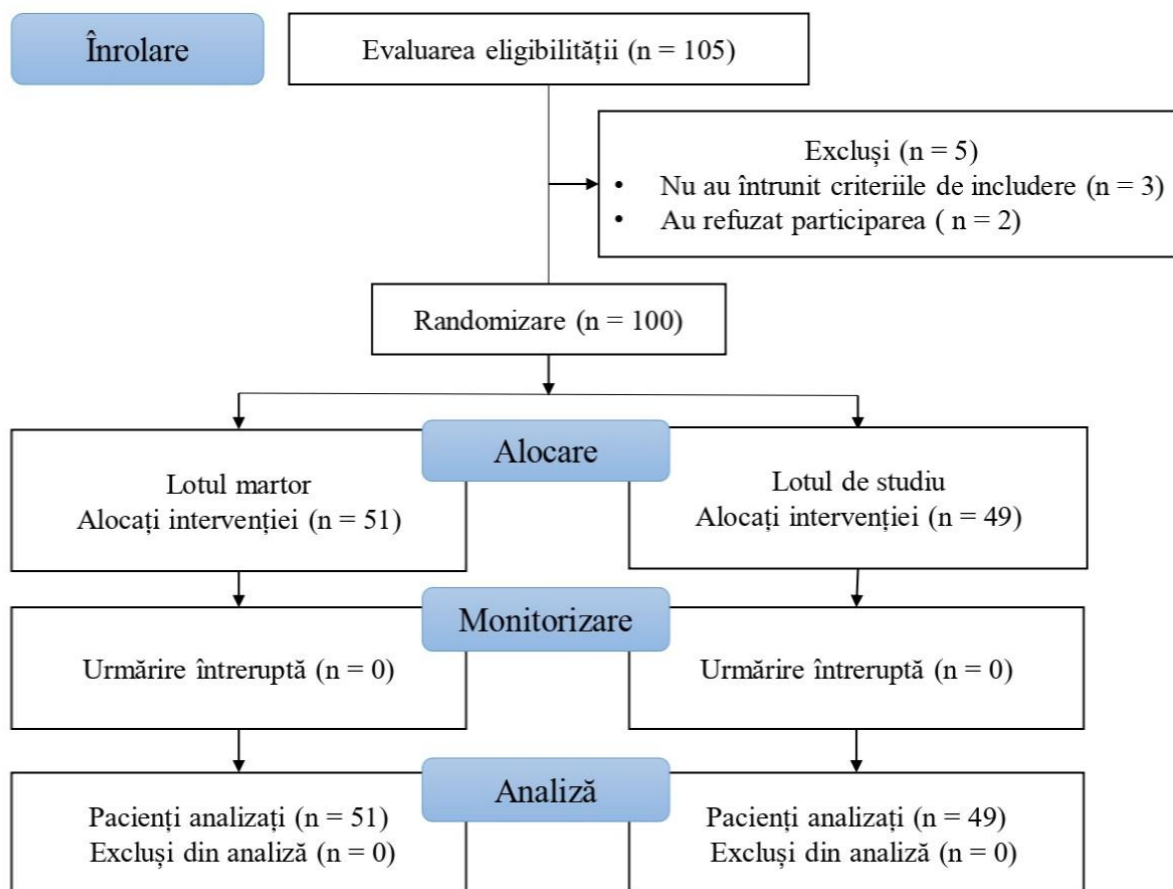 Înrolare
Evaluarea eligibilității (n = 105)
Excluși (n = 5)
• Nu au întrunit criteriile de includere (n = 3)
• Au refuzat participarea ( n = 2)
Randomizare (n = 100)
Alocare
Lotul martor
Alocați intervenției (n = 51)
Lotul de studiu
Alocați intervenției (n = 49)
Monitorizare
Urmărire întreruptă (n = 0)
Urmărire întreruptă (n = 0)
Analiză
Pacienți analizați (n = 51)
Excluși din analiză (n = 0)
Pacienți analizați (n = 49)
Excluși din analiză (n = 0)